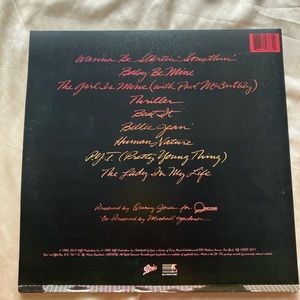 Wanna Be Startin' Somethin'
Baby Be Mine
The Girl Is Mine (with Paul McCartney)
Thriller
Beat It
Billie Jean
Human Nature
P.Y.T. (Pretty Young Thing)
The Lady In My Life
Produced by Quincy Jones for Qwest
Co-Produced by Michael Jackson
Epic